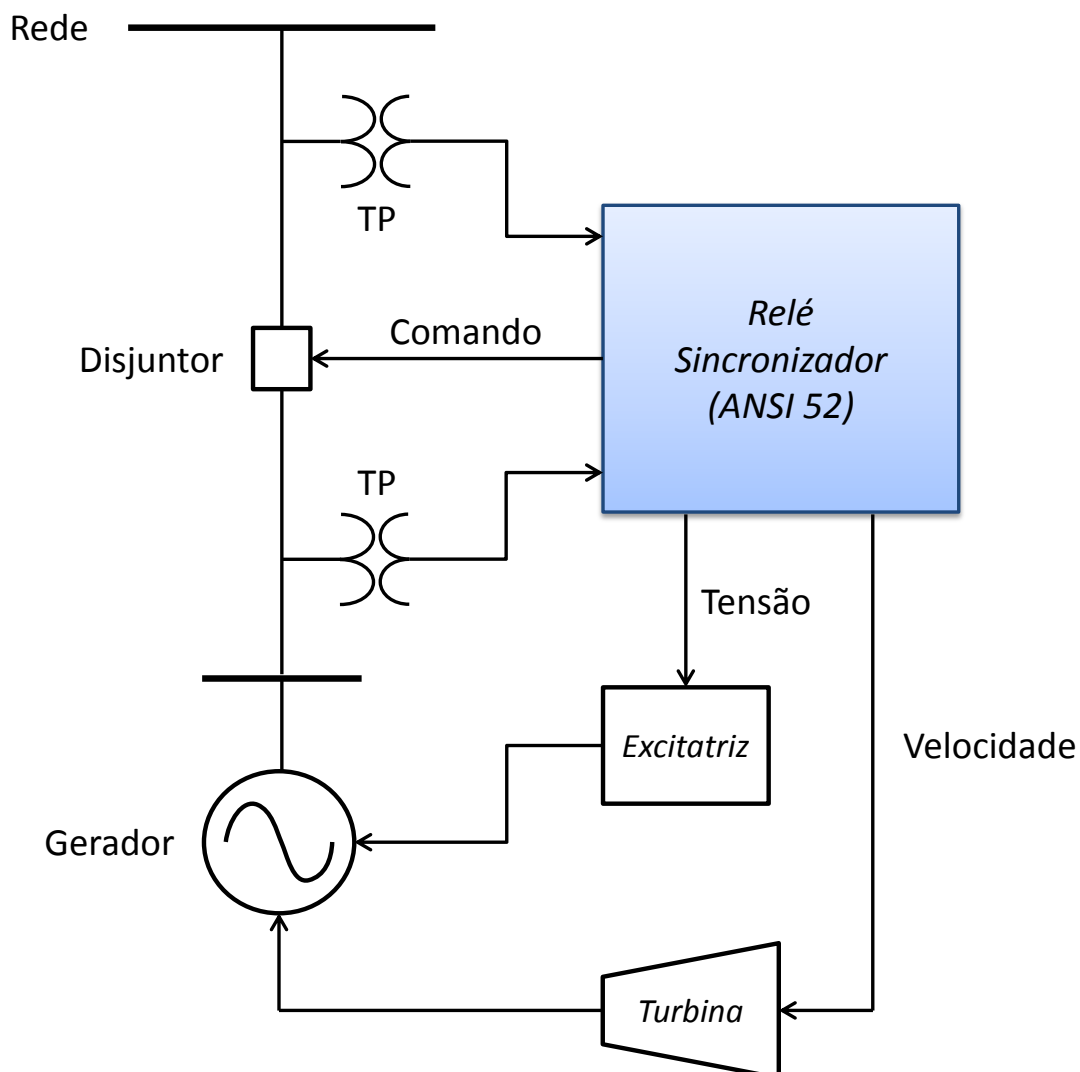 Rede
TP
Relé
Sincronizador
(ANSI 52)
Comando
Disjuntor
TP
Tensão
Excitatriz
Velocidade
Gerador
Turbina